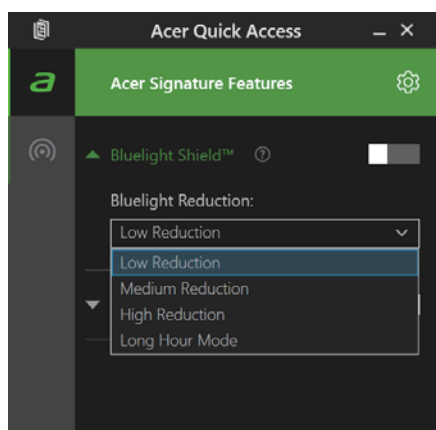 Acer Quick Access
a
Acer Signature Features
Bluelight Shield™
?
Bluelight Reduction:
Low Reduction
Low Reduction
Medium Reduction
High Reduction
Long Hour Mode